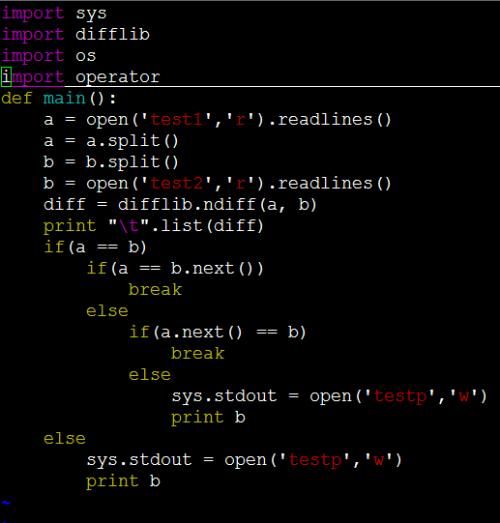 import sys
import difflib
import os
import operator
def main():
    a = open('test1','r').readlines()
    a = a.split()
    b = b.split()
    b = open('test2','r').readlines()
    diff = difflib.ndiff(a, b)
    print "\t".list(diff)
    if(a == b)
        if(a == b.next())
            break
        else
            if(a.next() == b)
                break
            else
                sys.stdout = open('testp','w')
                print b
    else
        sys.stdout = open('testp','w')
        print b
~